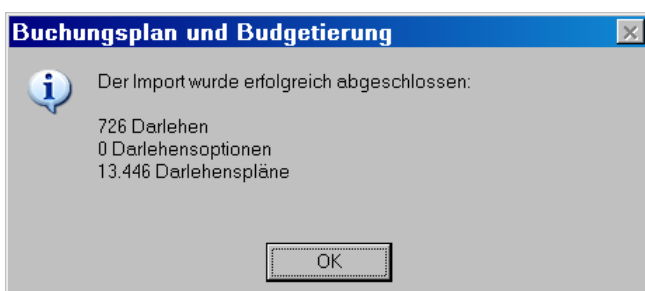 Buchungsplan und Budgetierung
Der Import wurde erfolgreich abgeschlossen:
726 Darlehen
0 Darlehensoptionen
13.446 Darlehenspläne
OK